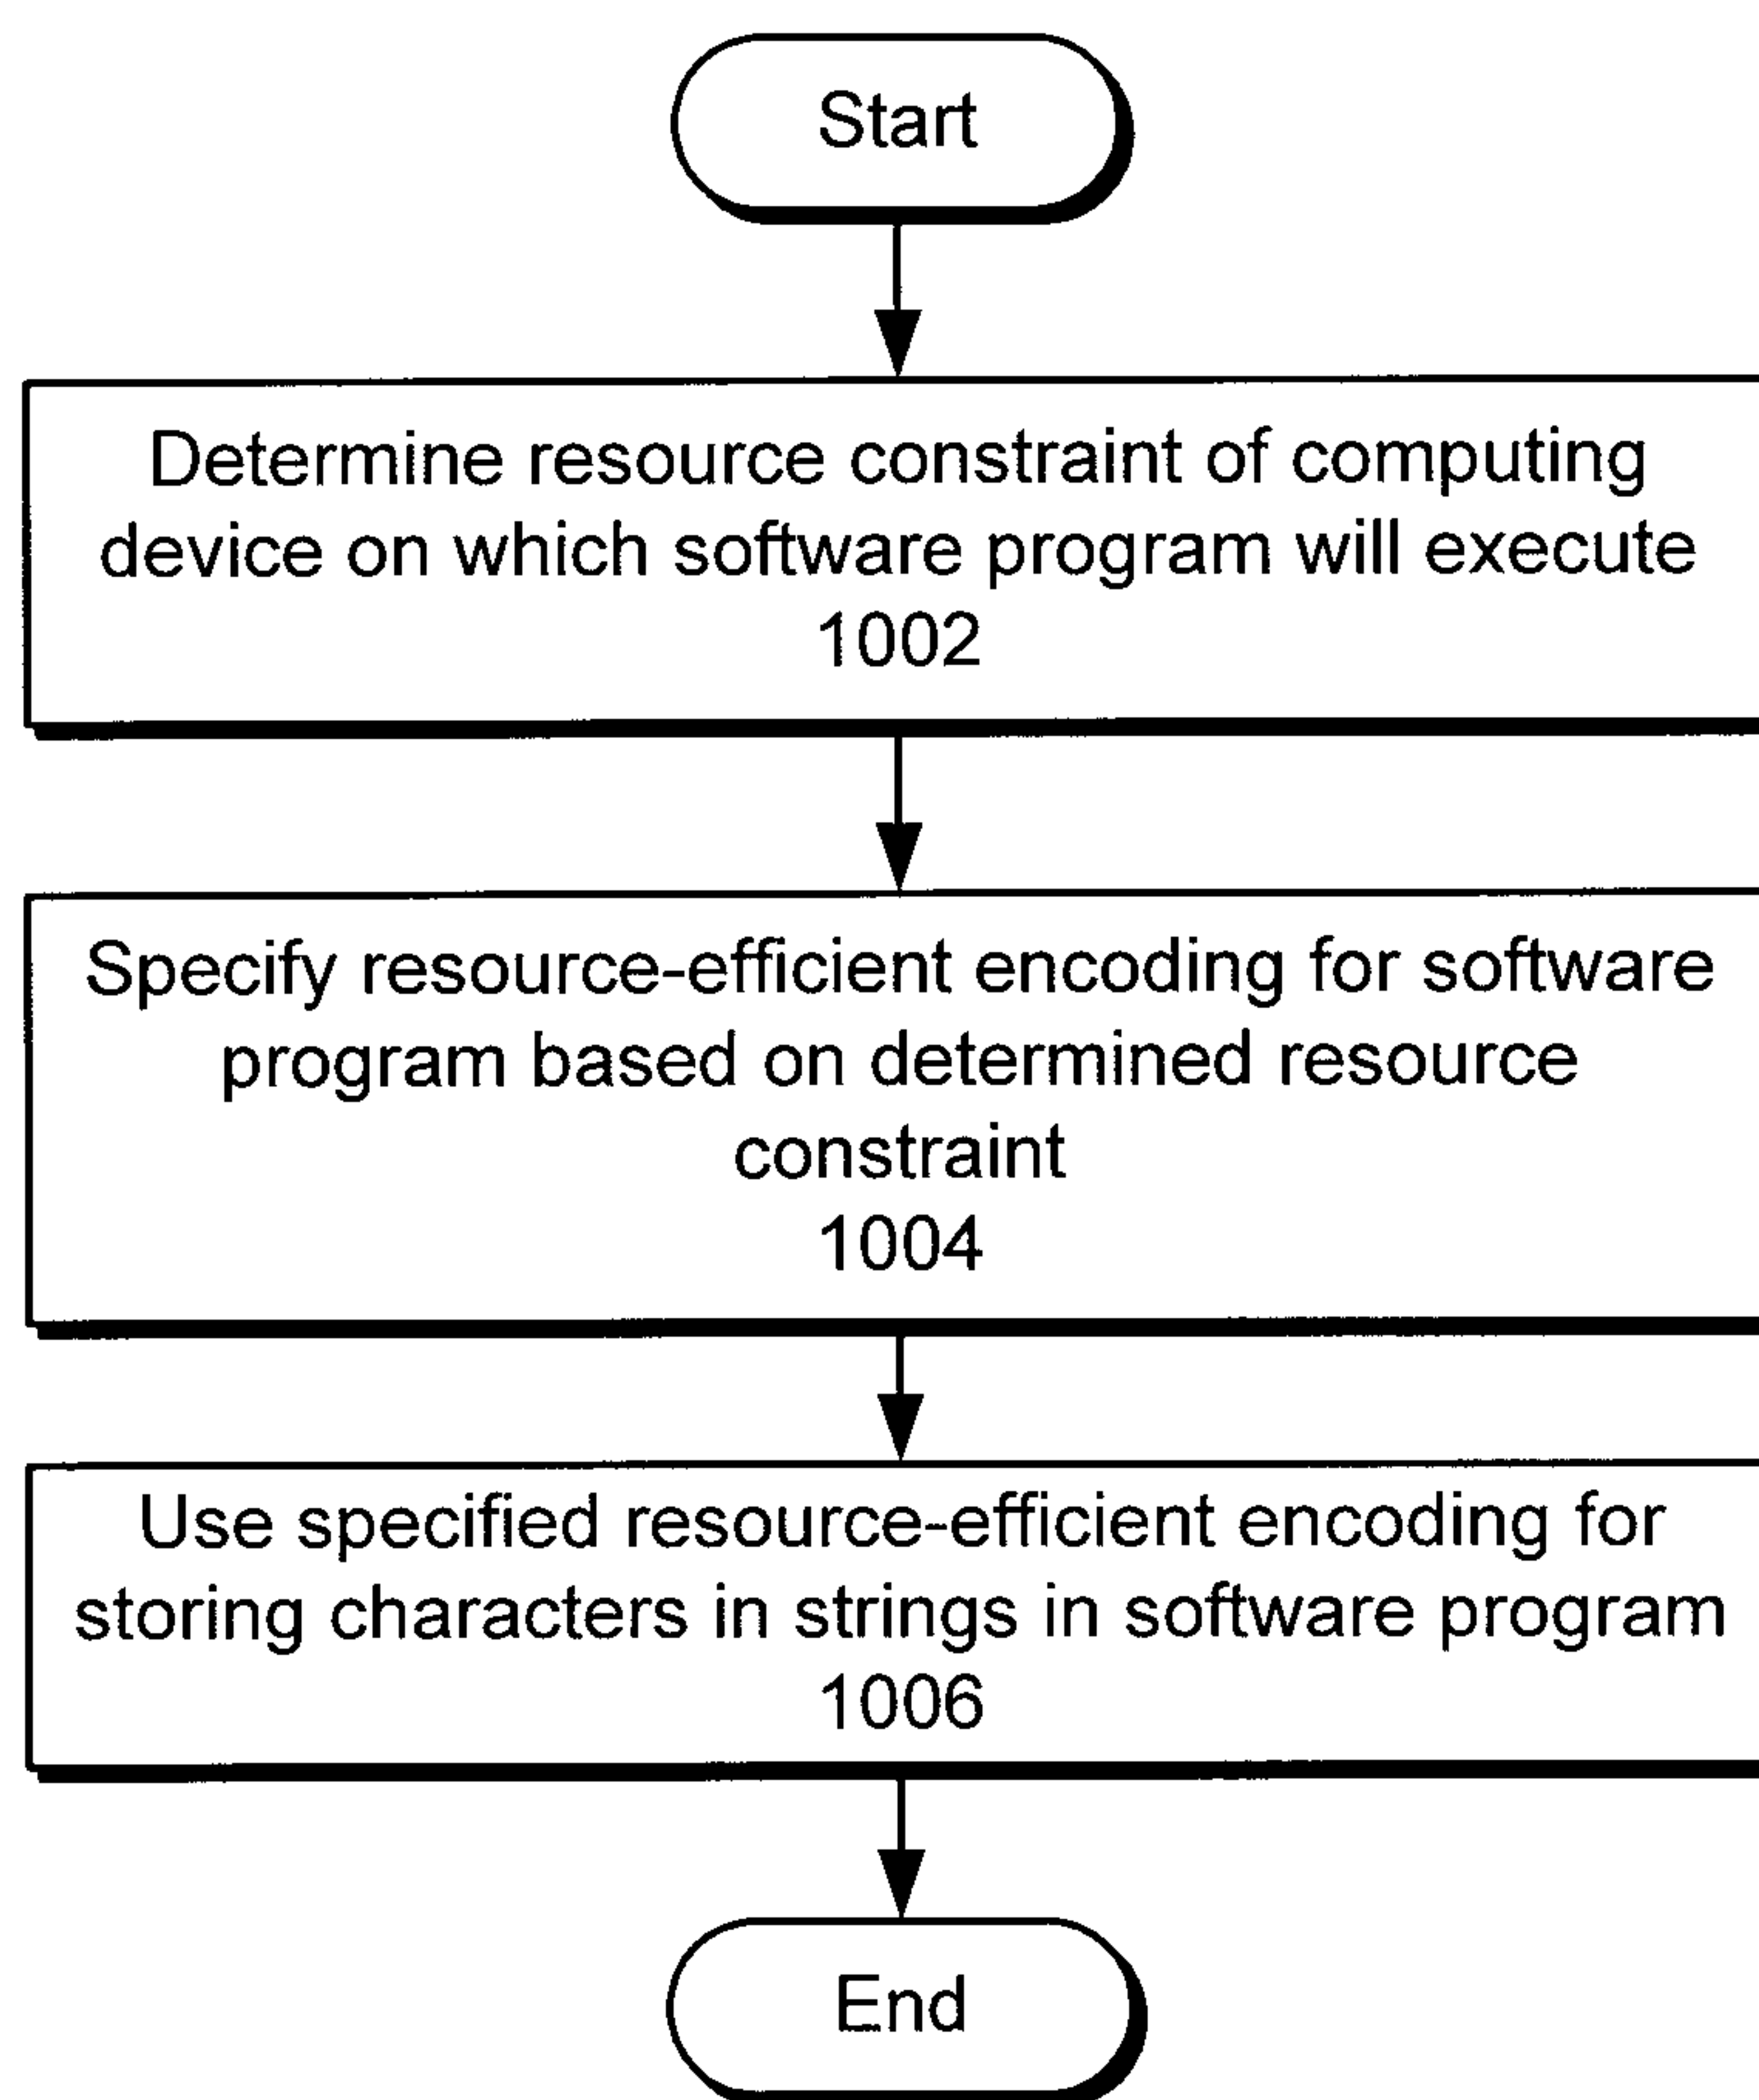 Start
Determine resource constraint of computing
device on which software program will execute
1002
Specify resource-efficient encoding for software
program based on determined resource
constraint
1004
Use specified resource-efficient encoding for
storing characters in strings in software program
1006
End